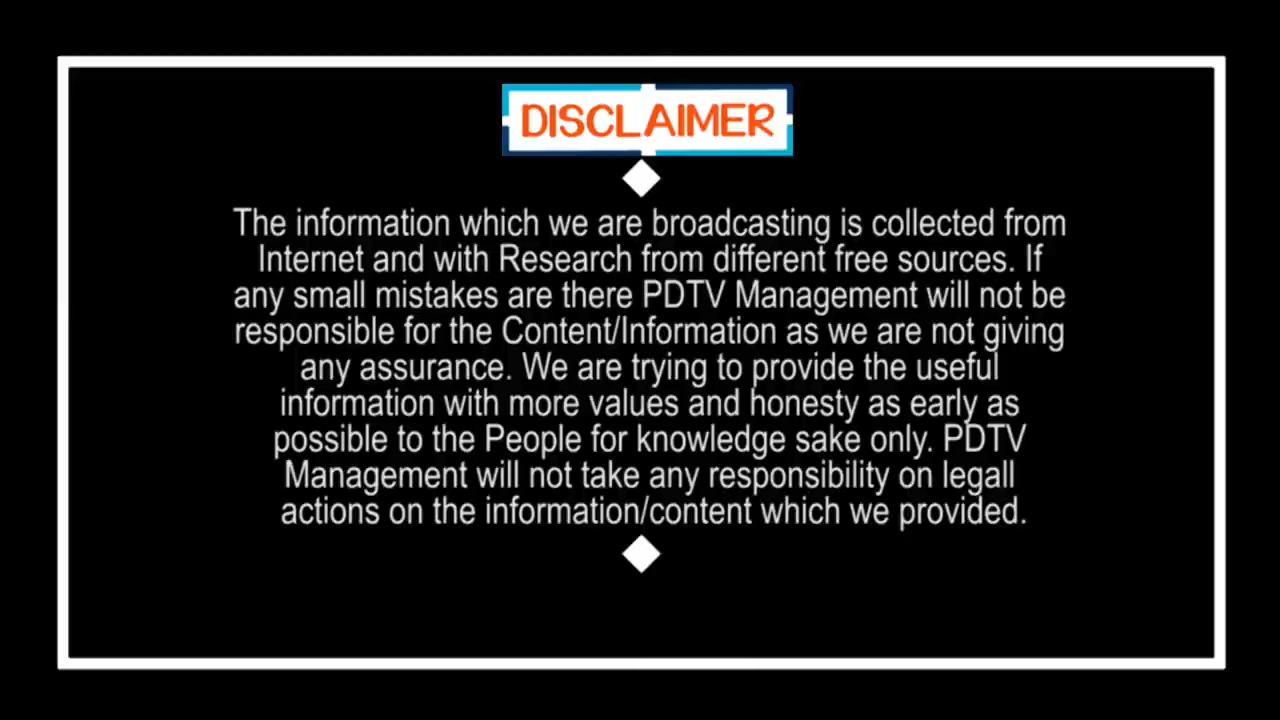 DISCLAIMER
The information which we are broadcasting is collected from
Internet and with Research from different free sources. If
any small mistakes are there PDTV Management will not be
responsible for the Content/Information as we are not giving
any assurance. We are trying to provide the useful
information with more values and honesty as early as
possible to the People for knowledge sake only. PDTV
Management will not take any responsibility on legall
actions on the information/content which we provided.